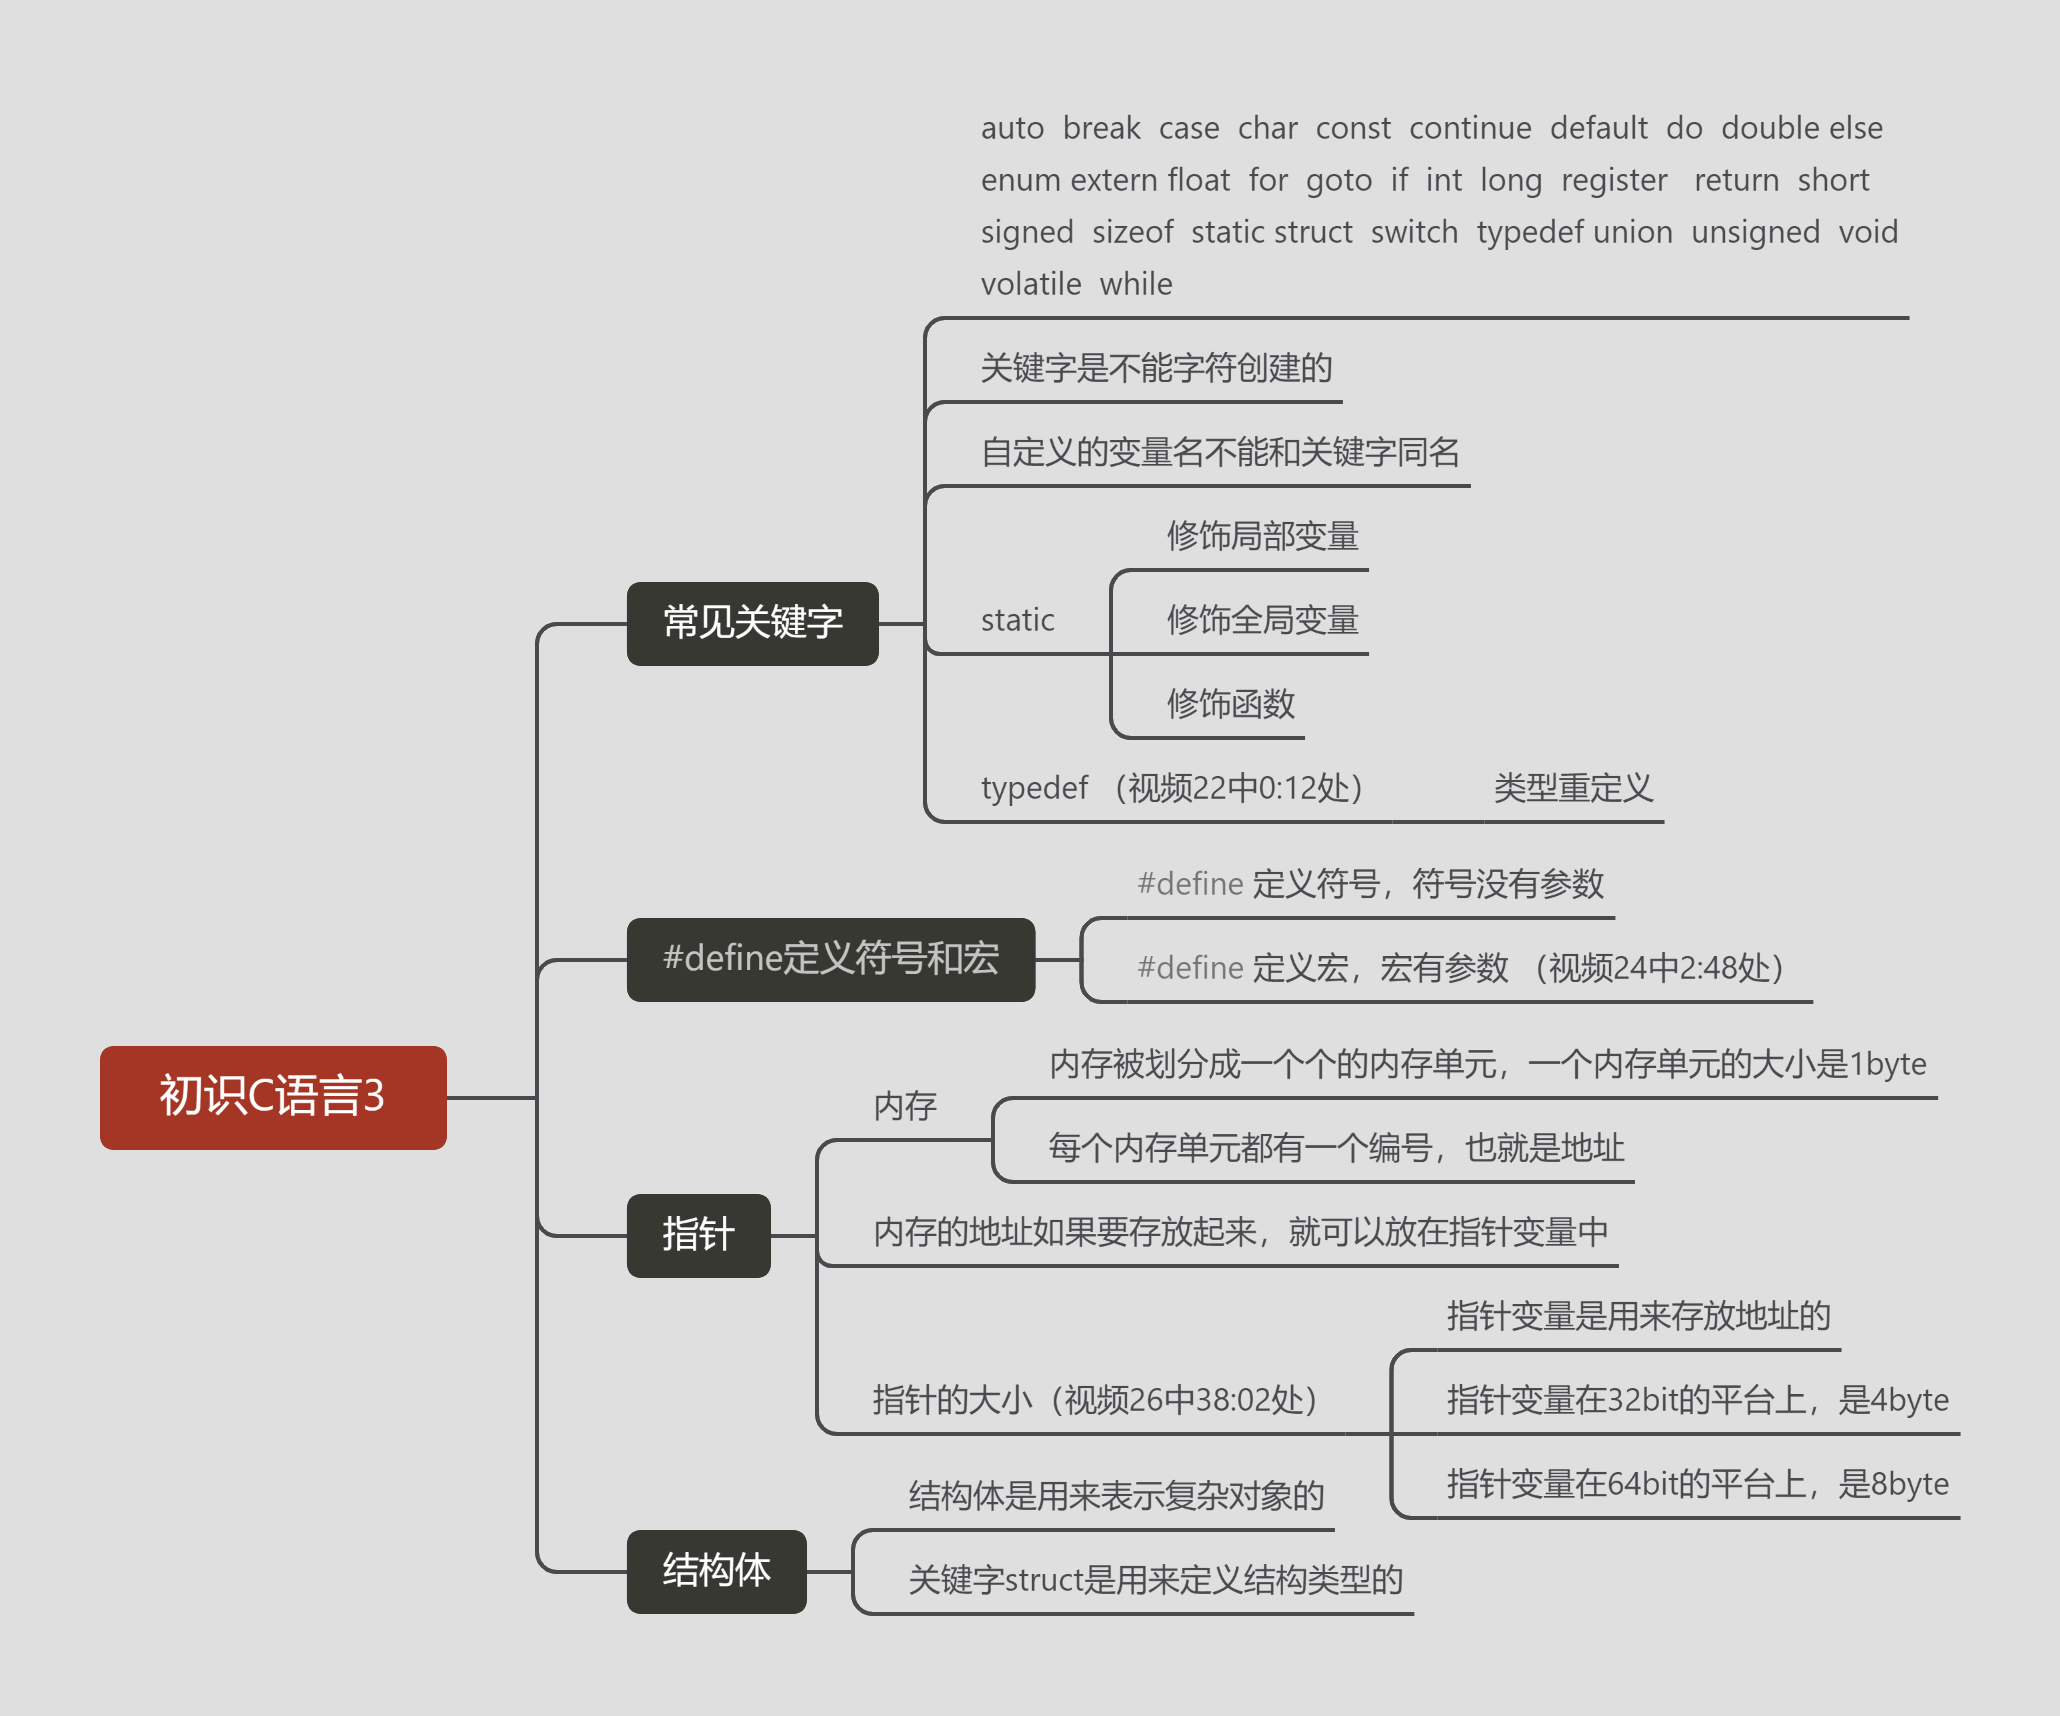 初识C语言3
常见关键字
auto break case char const continue default do double else
enum extern float for goto if int long register return short
signed sizeof static struct switch typedef union unsigned void
volatile while
关键字是不能字符创建的
自定义的变量名不能和关键字同名
static
修饰局部变量
修饰全局变量
修饰函数
typedef （视频22中0:12处）
类型重定义
#define定义符号和宏
#define 定义符号，符号没有参数
#define 定义宏，宏有参数 （视频24中2:48处）
指针
内存
内存被划分成一个个的内存单元，一个内存单元的大小是1byte
每个内存单元都有一个编号，也就是地址
内存的地址如果要存放起来，就可以放在指针变量中
指针的大小（视频26中38:02处）
指针变量是用来存放地址的
指针变量在32bit的平台上，是4byte
指针变量在64bit的平台上，是8byte
结构体
结构体是用来表示复杂对象的
关键字struct是用来定义结构类型的